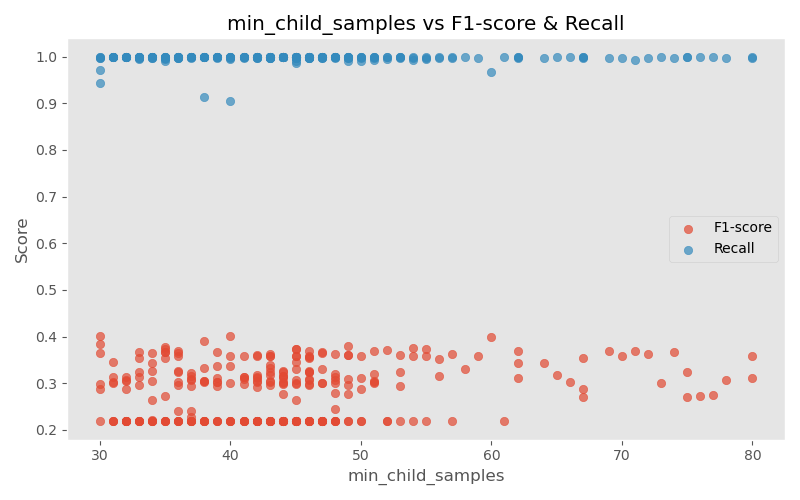 min_child_samples vs F1-score & Recall
1.0
0.9
0.8
0.7
0.6
0.5
0.4
0.3
0.2
Score
F1-score
Recall
30 40 50 60 70 80
min_child_samples